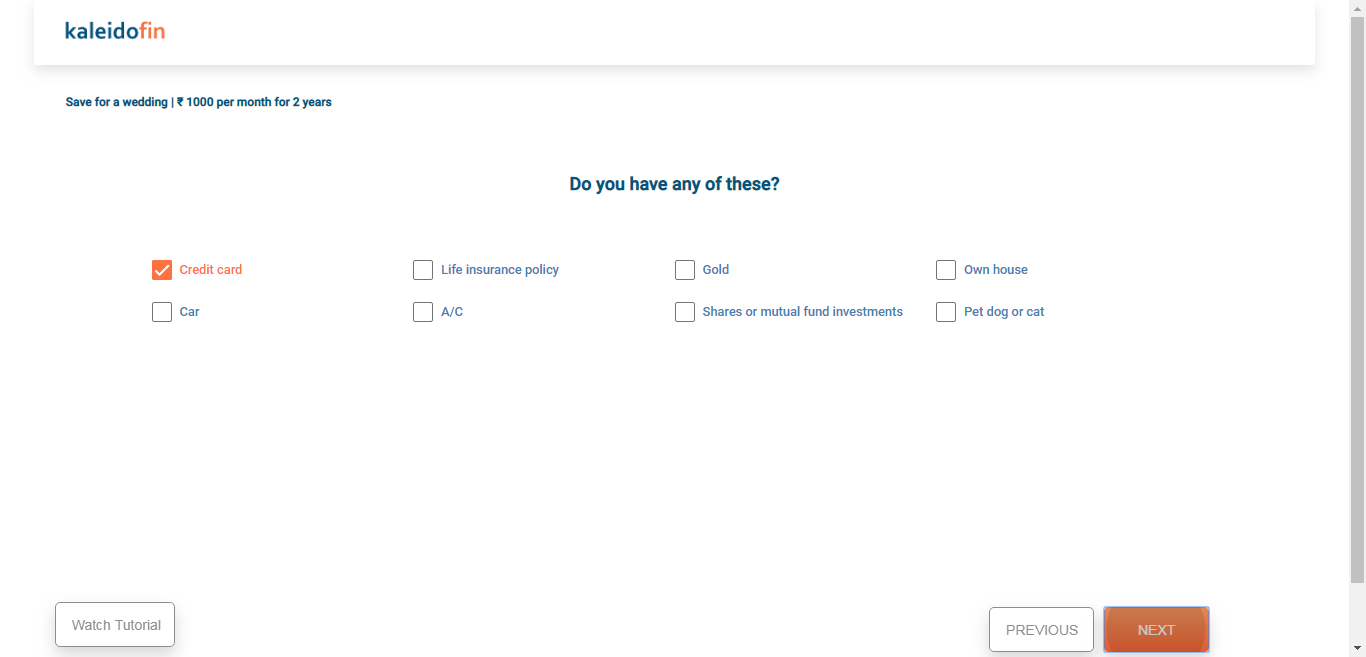 kaleidofin
Save for a wedding | ₹ 1000 per month for 2 years
Do you have any of these?
Credit card
Life insurance policy
Gold
Own house
Car
A/C
Shares or mutual fund investments
Pet dog or cat
Watch Tutorial
PREVIOUS
NEXT